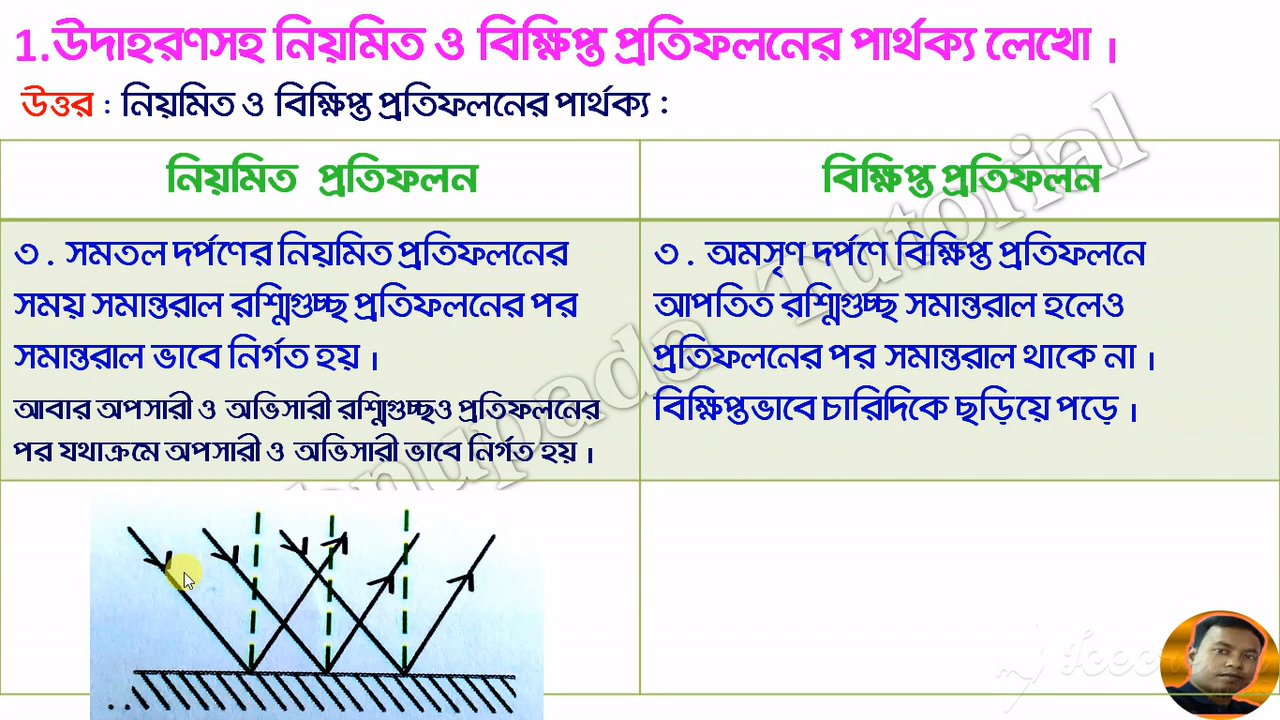 1.উদাহরণসহ নিয়মিত ও বিক্ষিপ্ত প্রতিফলনের পার্থক্য লেখো ।
উত্তর : নিয়মিত ও বিক্ষিপ্ত প্রতিফলনের পার্থক্য :
নিয়মিত প্রতিফলন
বিক্ষিপ্ত প্রতিফলন
৩ . সমতল দর্পণের নিয়মিত প্রতিফলনের
সময় সমান্তরাল রশ্মিগুচ্ছ প্রতিফলনের পর
সমান্তরাল ভাবে নির্গত হয় ।
আবার অপসারী ও অভিসারী রশ্মিগুচ্ছও প্রতিফলনের
পর যথাক্রমে অপসারী ও অভিসারী ভাবে নির্গত হয় ।
৩ . অমসৃণ দর্পণে বিক্ষিপ্ত প্রতিফলনে
আপতিত রশ্মিগুচ্ছ সমান্তরাল হলেও
প্রতিফলনের পর সমান্তরাল থাকে না ।
বিক্ষিপ্তভাবে চারিদিকে ছড়িয়ে পড়ে ।
Tutorial